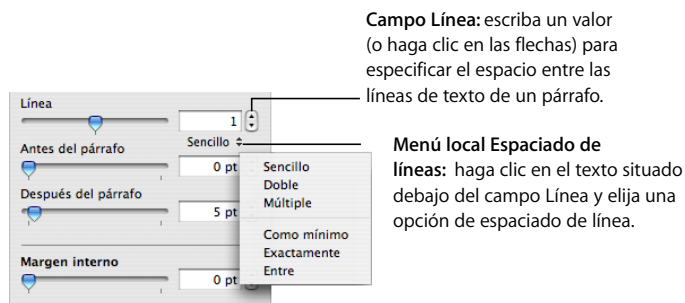 Campo Línea: escriba un valor
(o haga clic en las flechas) para
especificar el espacio entre las
líneas de texto de un párrafo.
Línea
1
Sencillo
Antes del párrafo
0 pt
Después del párrafo
5 pt
Margen interno
0 pt
Sencillo
Doble
Múltiple
Como mínimo
Exactamente
Entre
Menú local Espaciado de
líneas: haga clic en el texto situado
debajo del campo Línea y elija una
opción de espaciado de línea.